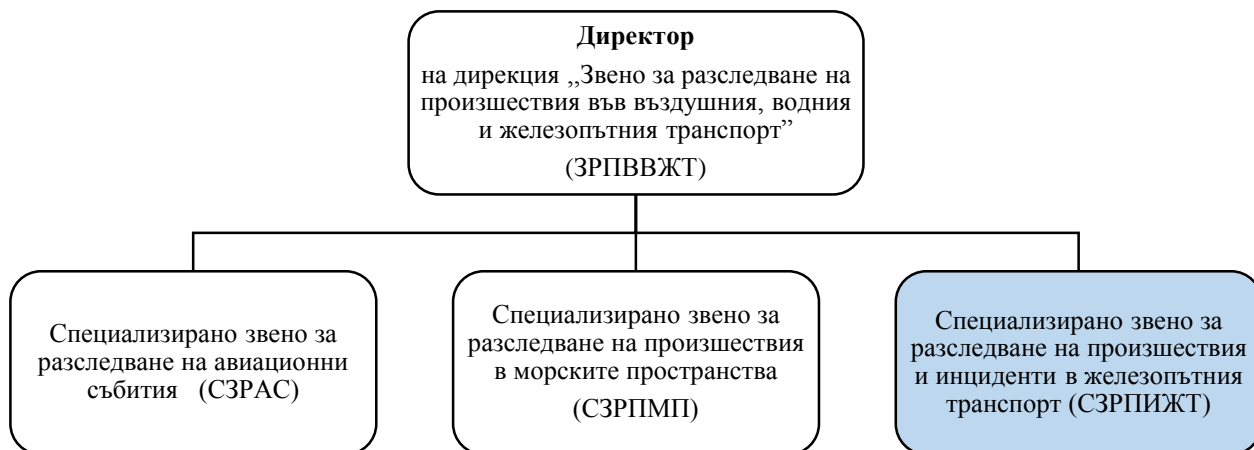 Директор
на дирекция ,,Звено за разследване на
произшествия във въздушния, водния
и железопътния транспорт”
(ЗРПВВЖТ)
Специализирано звено за
разследване на авиационни
събития (СЗРАС)
Специализирано звено за
разследване на произшествия
в морските пространства
(СЗРПМП)
Специализирано звено за
разследване на произшествия
и инциденти в железопътния
транспорт (СЗРПИЖТ)